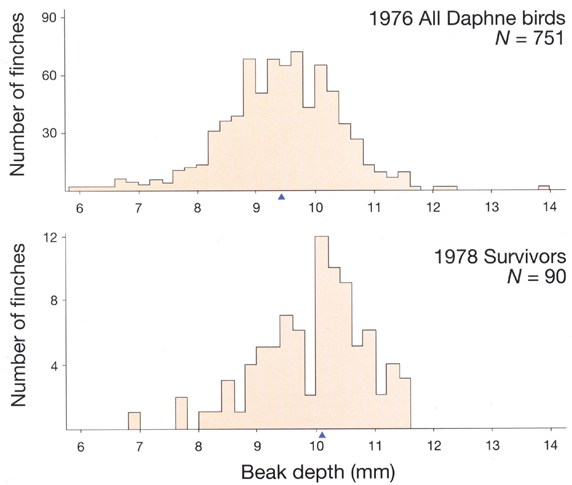 1976 All Daphne birds
N = 751
Number of finches
90
60
30
6 7 8 9 10 11 12 13 14
1978 Survivors
N = 90
Number of finches
12
8
4
6 7 8 9 10 11 12 13 14
Beak depth (mm)